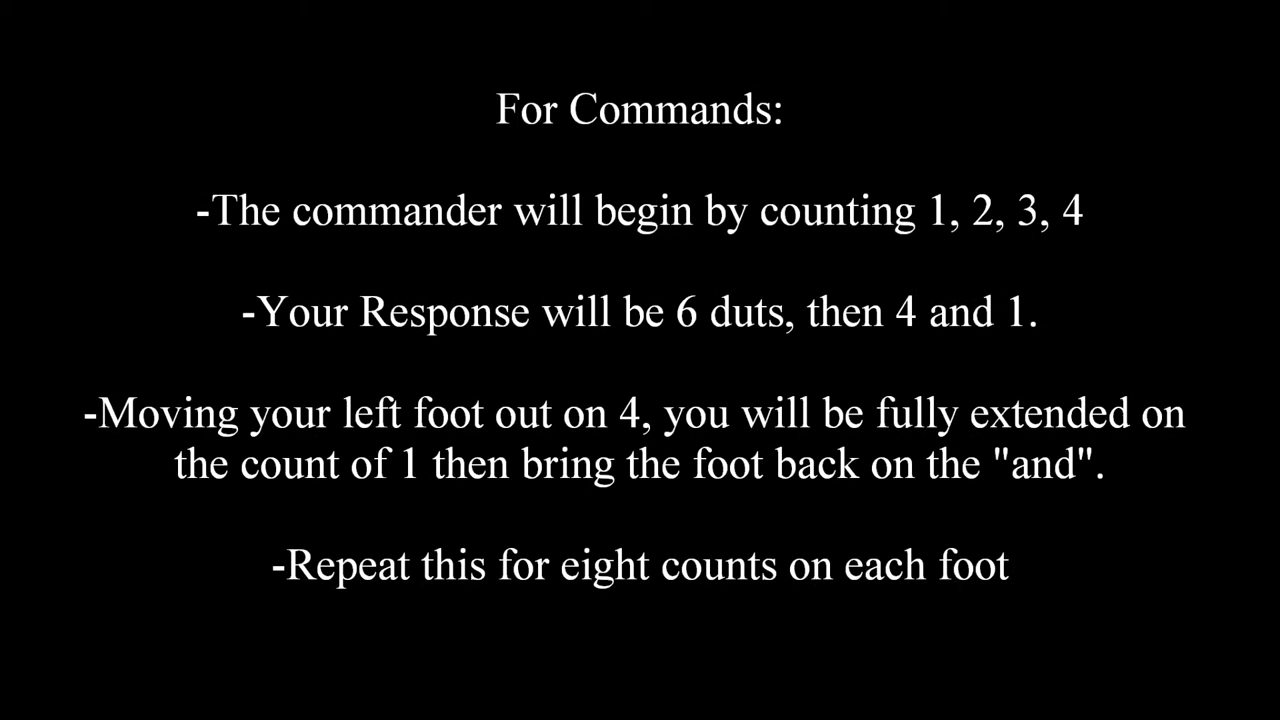 For Commands:
-The commander will begin by counting 1, 2, 3, 4
-Your Response will be 6 duts, then 4 and 1.
-Moving your left foot out on 4, you will be fully extended on
the count of 1 then bring the foot back on the "and".
-Repeat this for eight counts on each foot